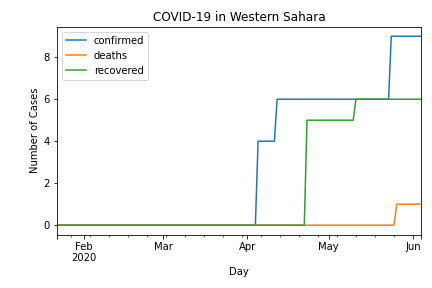 COVID-19 in Western Sahara
confirmed
deaths
recovered
Number of Cases
8
6
4
2
0
Feb
2020
Mar
Apr
May
Jun
Day